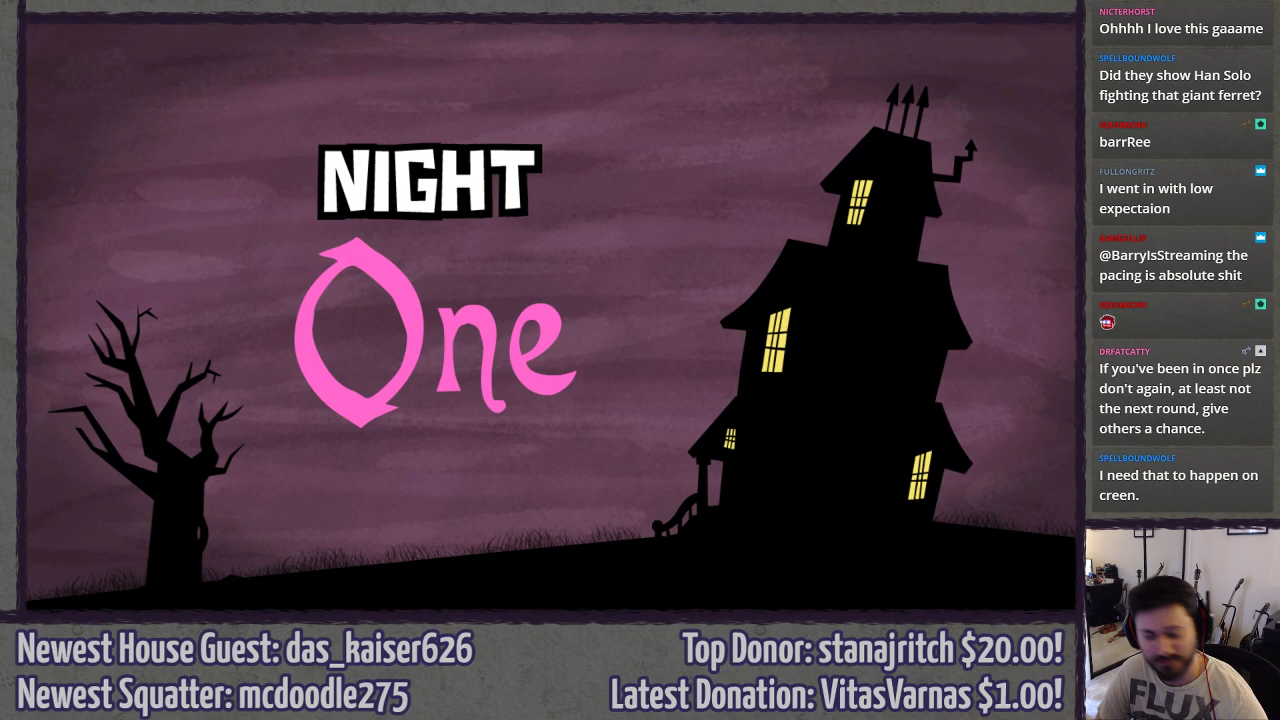 NIGHT
One
NICTERHORST
Ohhhh I love this gaaame
SPELLBOUNDWOLF
Did they show Han Solo
fighting that giant ferret?
barrRee
FULLONGRITZ
I went in with low
expectaion
@BarryIsStreaming the
pacing is absolute shit
DRFATCATTY
If you've been in once plz
don't again, at least not
the next round, give
others a chance.
SPELLBOUNDWOLF
I need that to happen on
creen.
FLUX
Newest House Guest: das_kaiser626
Newest Squatter: mcdoodle275
Top Donor: stanajritch $20.00!
Latest Donation: VitasVarnas $1.00!